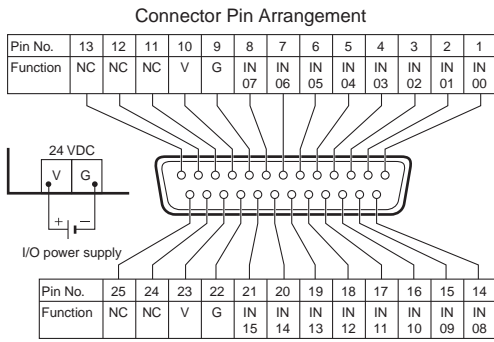 Connector Pin Arrangement
Pin No. 13 12 11 10 9 8 7 6 5 4 3 2 1
Function NC NC NC V G IN IN IN IN IN IN IN IN
07 06 05 04 03 02 01 00
24 VDC
V G
+ −
I/O power supply
Pin No. 25 24 23 22 21 20 19 18 17 16 15 14
Function NC NC V G IN IN IN IN IN IN IN IN
15 14 13 12 11 10 09 08